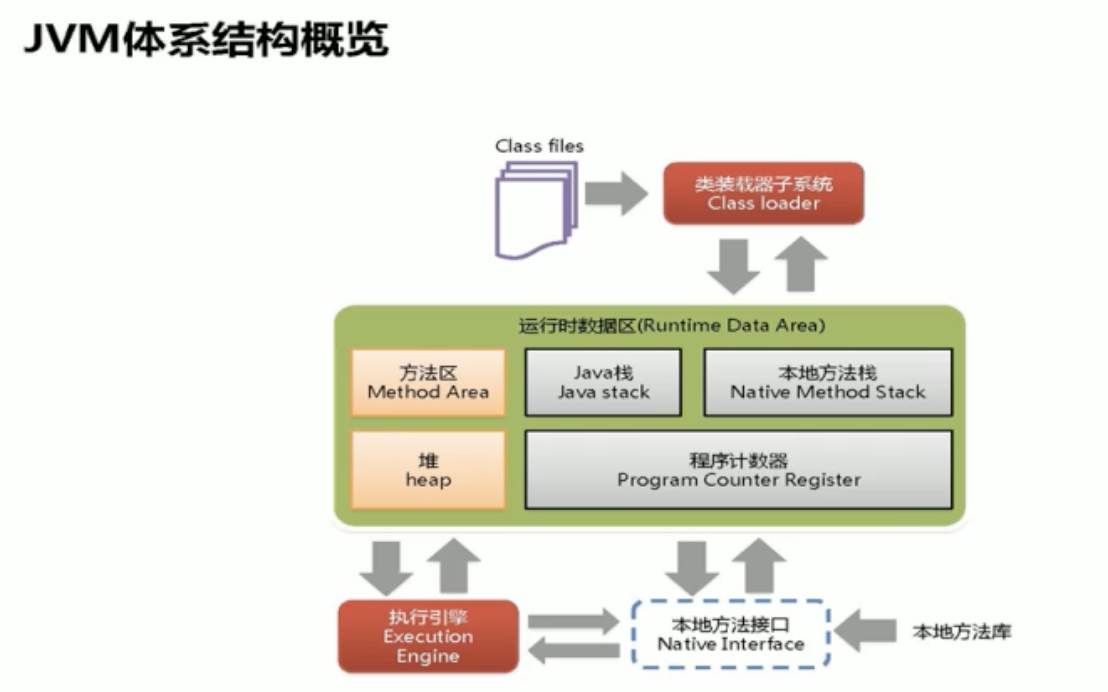 JVM体系结构概览
Class files
类装载器子系统
Class loader
运行时数据区(Runtime Data Area)
方法区
Method Area
Java栈
Java stack
本地方法栈
Native Method Stack
堆
heap
程序计数器
Program Counter Register
执行引擎
Execution
Engine
本地方法接口
Native Interface
本地方法库